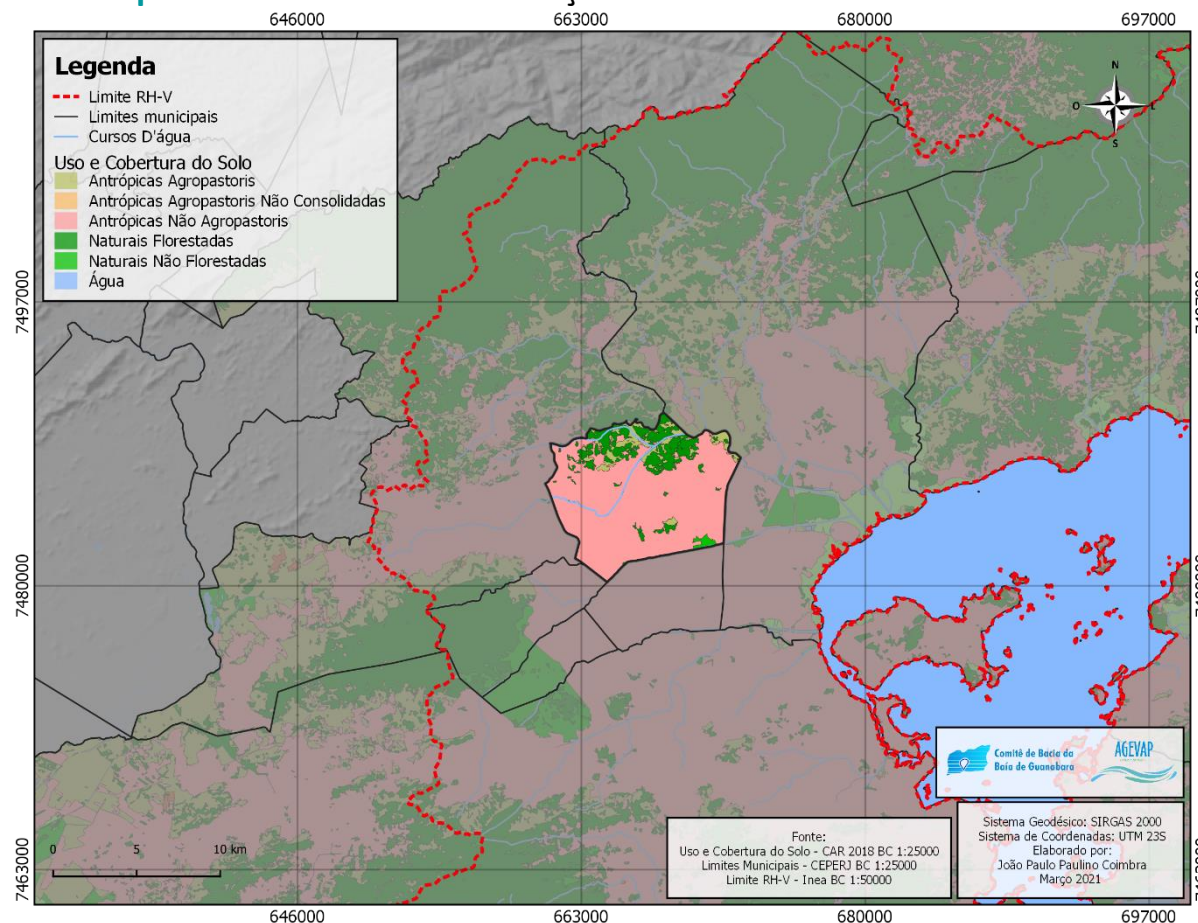 646000 663000 680000 697000
Legenda
Limite RH-V
Limites municipais
Cursos D'água
Uso e Cobertura do Solo
Antrópicas Agropastoris
Antrópicas Agropastoris Não Consolidadas
Antrópicas Não Agropastoris
Naturais Florestadas
Naturais Não Florestadas
Água
N
O L
S
7497000
7480000
7463000
Comitê de Bacia da
Baía de Guanabara
AGEVAP
Fonte:
Uso e Cobertura do Solo - CAR 2018 BC 1:25000
Limites Municipais - CEPERJ BC 1:25000
Limite RH-V - Inea BC 1:50000
Sistema Geodésico: SIRGAS 2000
Sistema de Coordenadas: UTM 23S
Elaborado por:
João Paulo Paulino Coimbra
Março 2021
0 5 10 km
646000 663000 680000 697000